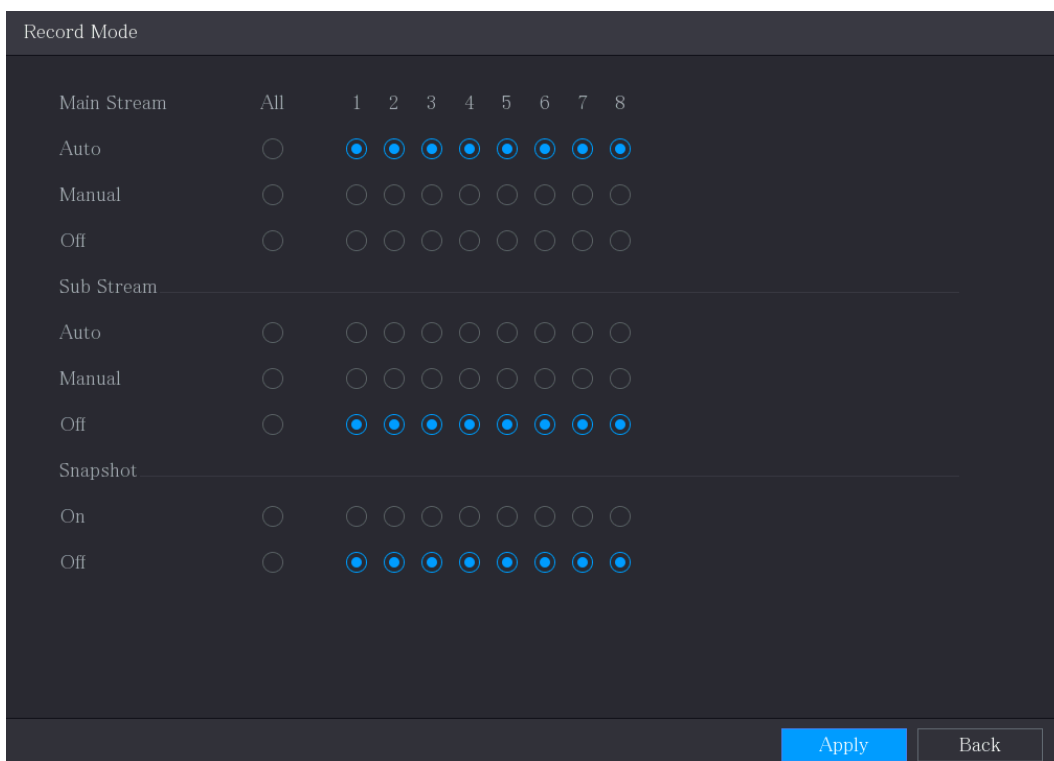 Record Mode
Main Stream All 1 2 3 4 5 6 7 8
Auto
Manual
Off
Sub Stream
Auto
Manual
Off
Snapshot
On
Off
Apply Back